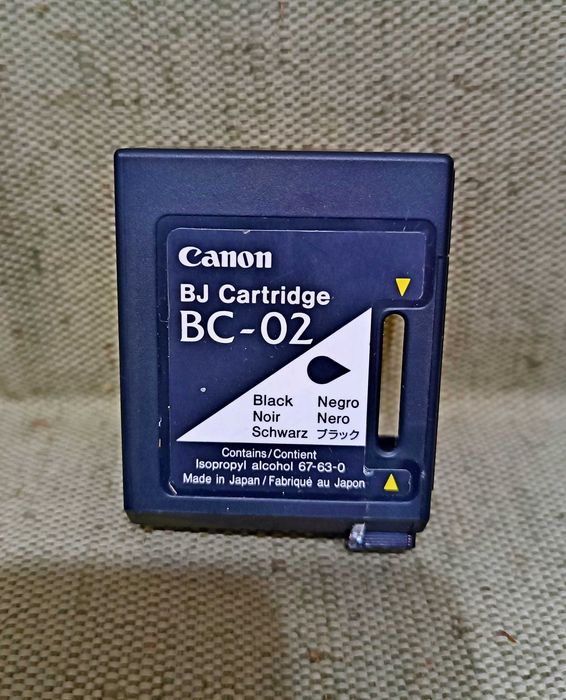 Canon
BJ Cartridge
BC-02
Black Negro
Noir Nero
Schwarz ブラック
Contains/Contient
Isopropyl alcohol 67-63-0
Made in Japan/Fabriqué au Japon